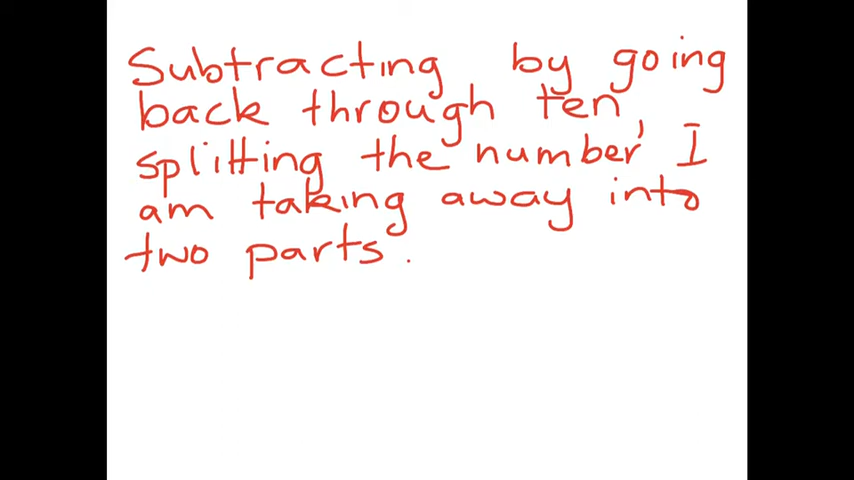 Subtracting by going
back through ten,
splitting the number I
am taking away into
two parts.